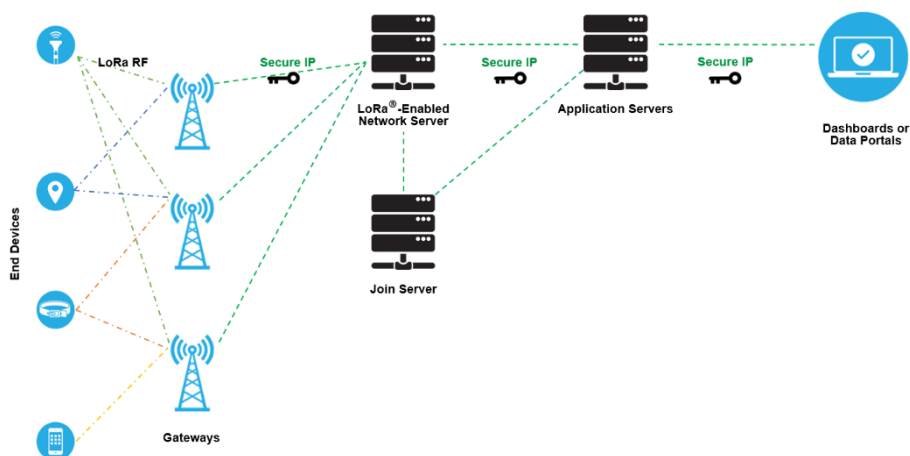 LoRa RF
Secure IP
Secure IP
Secure IP
LoRa®-Enabled
Network Server
Application Servers
Dashboards or
Data Portals
End Devices
Join Server
Gateways